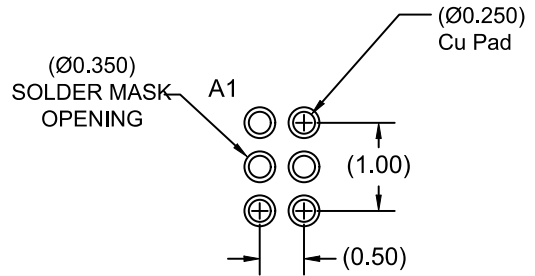 (Ø0.250)
Cu Pad
(Ø0.350)
SOLDER MASK
OPENING
A1
(1.00)
(0.50)